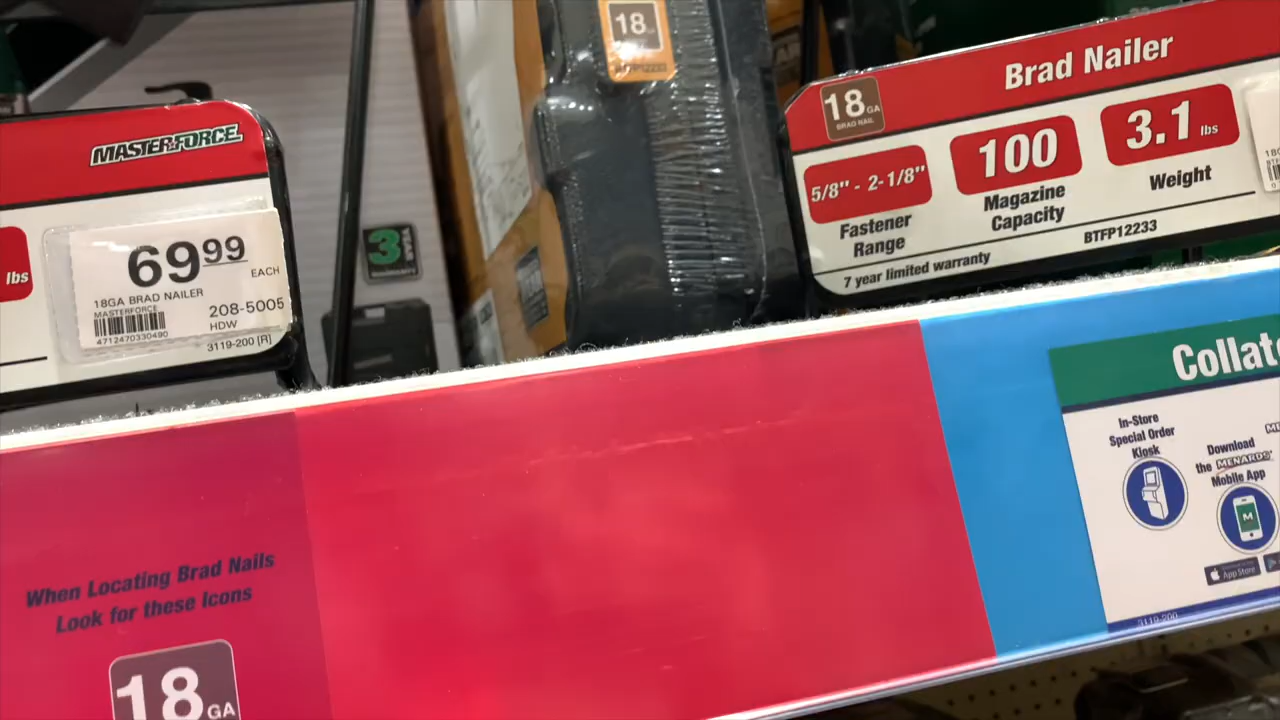 MASTERFORCE
lbs
69 99
EACH
18GA BRAD NAILER
MASTERFORCE
208-5005
HDW
4712470330490
3119-200 [R]
3
18
BTFP12233
18 GA
BRAD NAIL
Brad Nailer
5/8" - 2-1/8"
Fastener
Range
100
Magazine
Capacity
3.1 lbs
Weight
BTFP12233
7 year limited warranty
When Locating Brad Nails
Look for these Icons
18 GA
Collat
In-Store
Special Order
Kiosk
Download
the MENARDS
Mobile App
M
App Store
3119-200